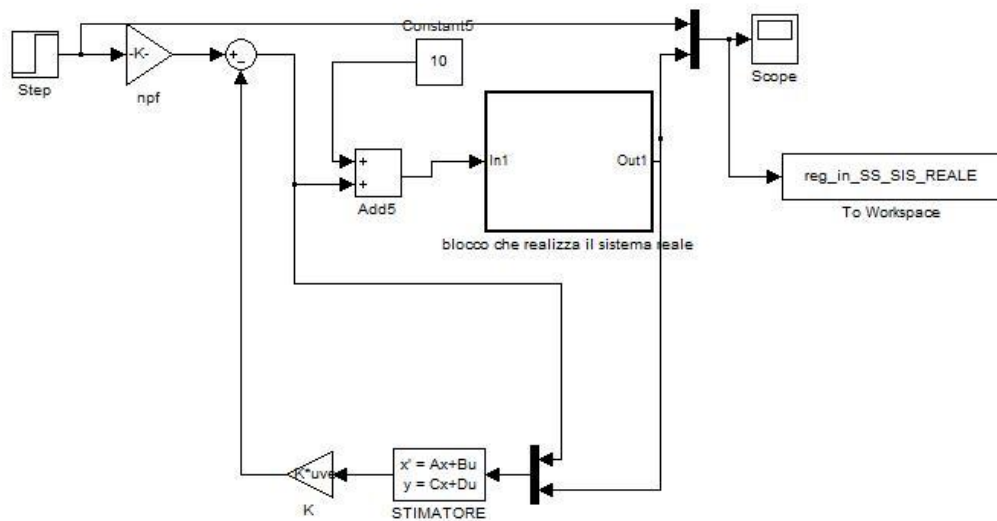 Constant5
10
Step
-K-
npf
+
−
Scope
+
+
Add5
In1
Out1
blocco che realizza il sistema reale
reg_in_SS_SIS_REALE
To Workspace
K*uve
K
x' = Ax+Bu
y = Cx+Du
STIMATORE